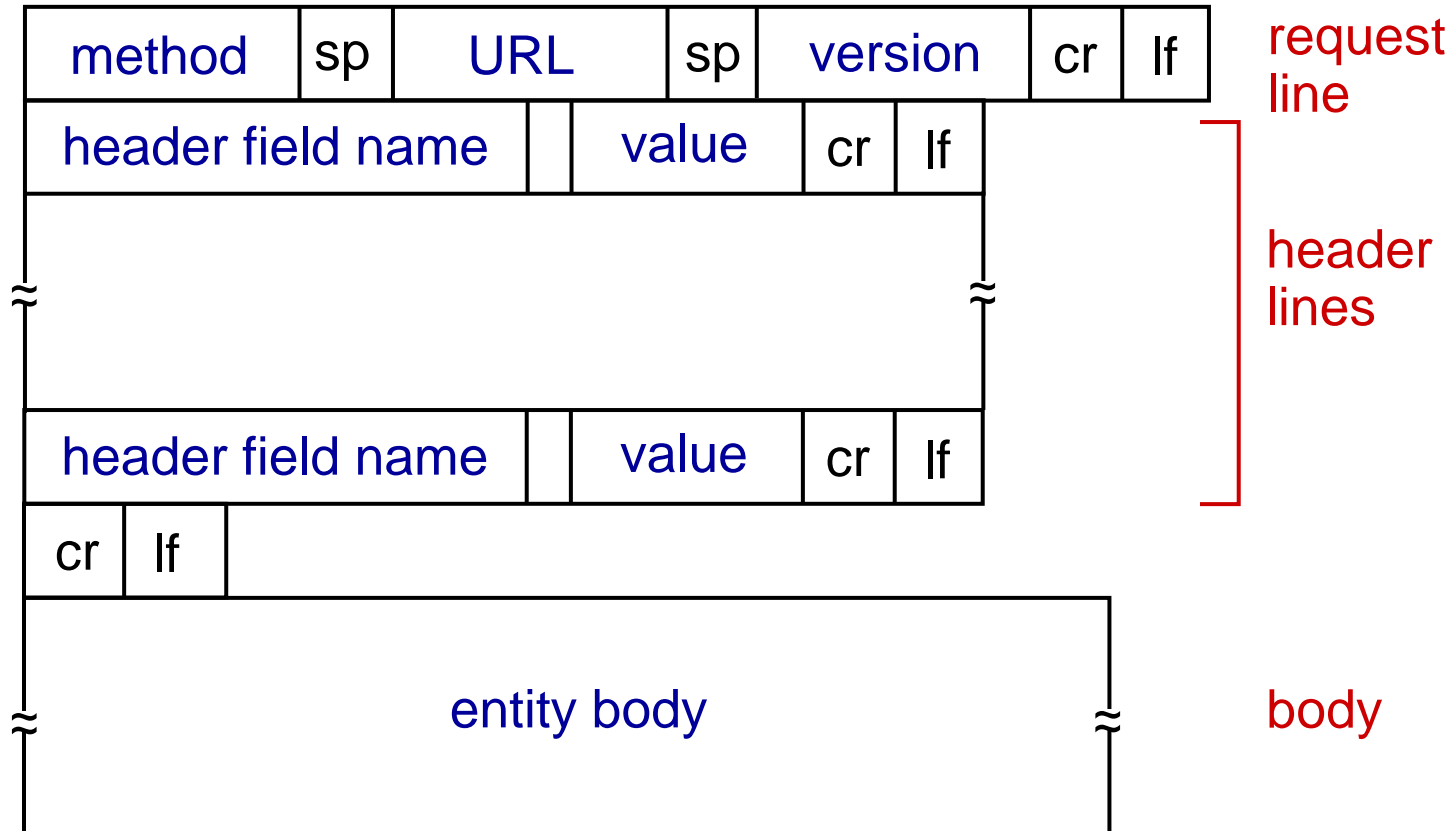 method sp URL sp version cr lf request
line
header field name value cr lf
header
lines
header field name value cr lf
cr lf
entity body body